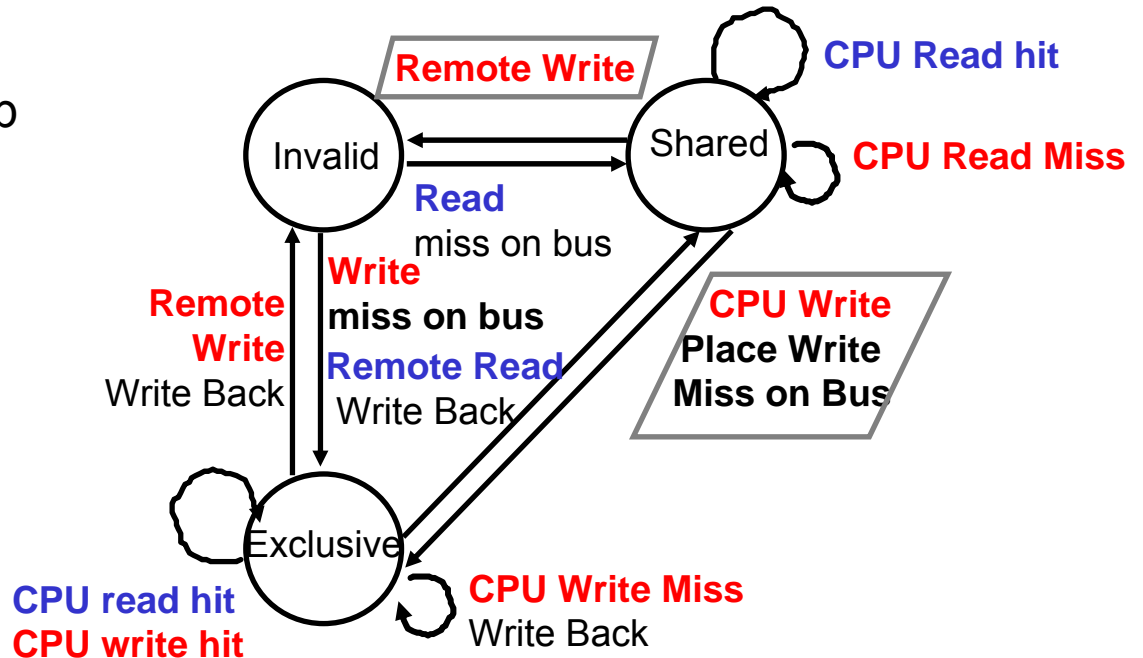 Remote Write
CPU Read hit
Invalid
Shared
CPU Read Miss
Read
miss on bus
Remote
Write
Write Back
Write
miss on bus
Remote Read
Write Back
CPU Write
Place Write
Miss on Bus
Exclusive
CPU read hit
CPU write hit
CPU Write Miss
Write Back